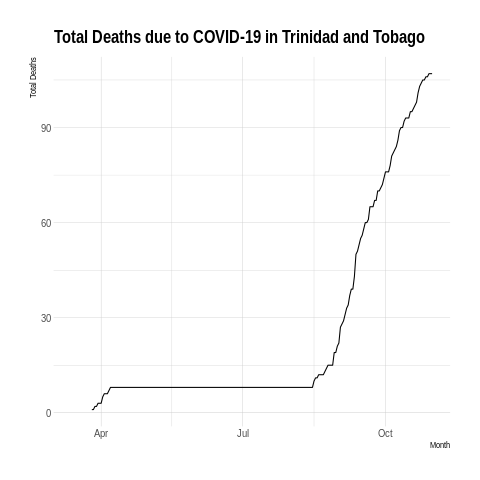 Total Deaths due to COVID-19 in Trinidad and Tobago
Total Deaths
90
60
30
0
Apr
Jul
Oct
Month